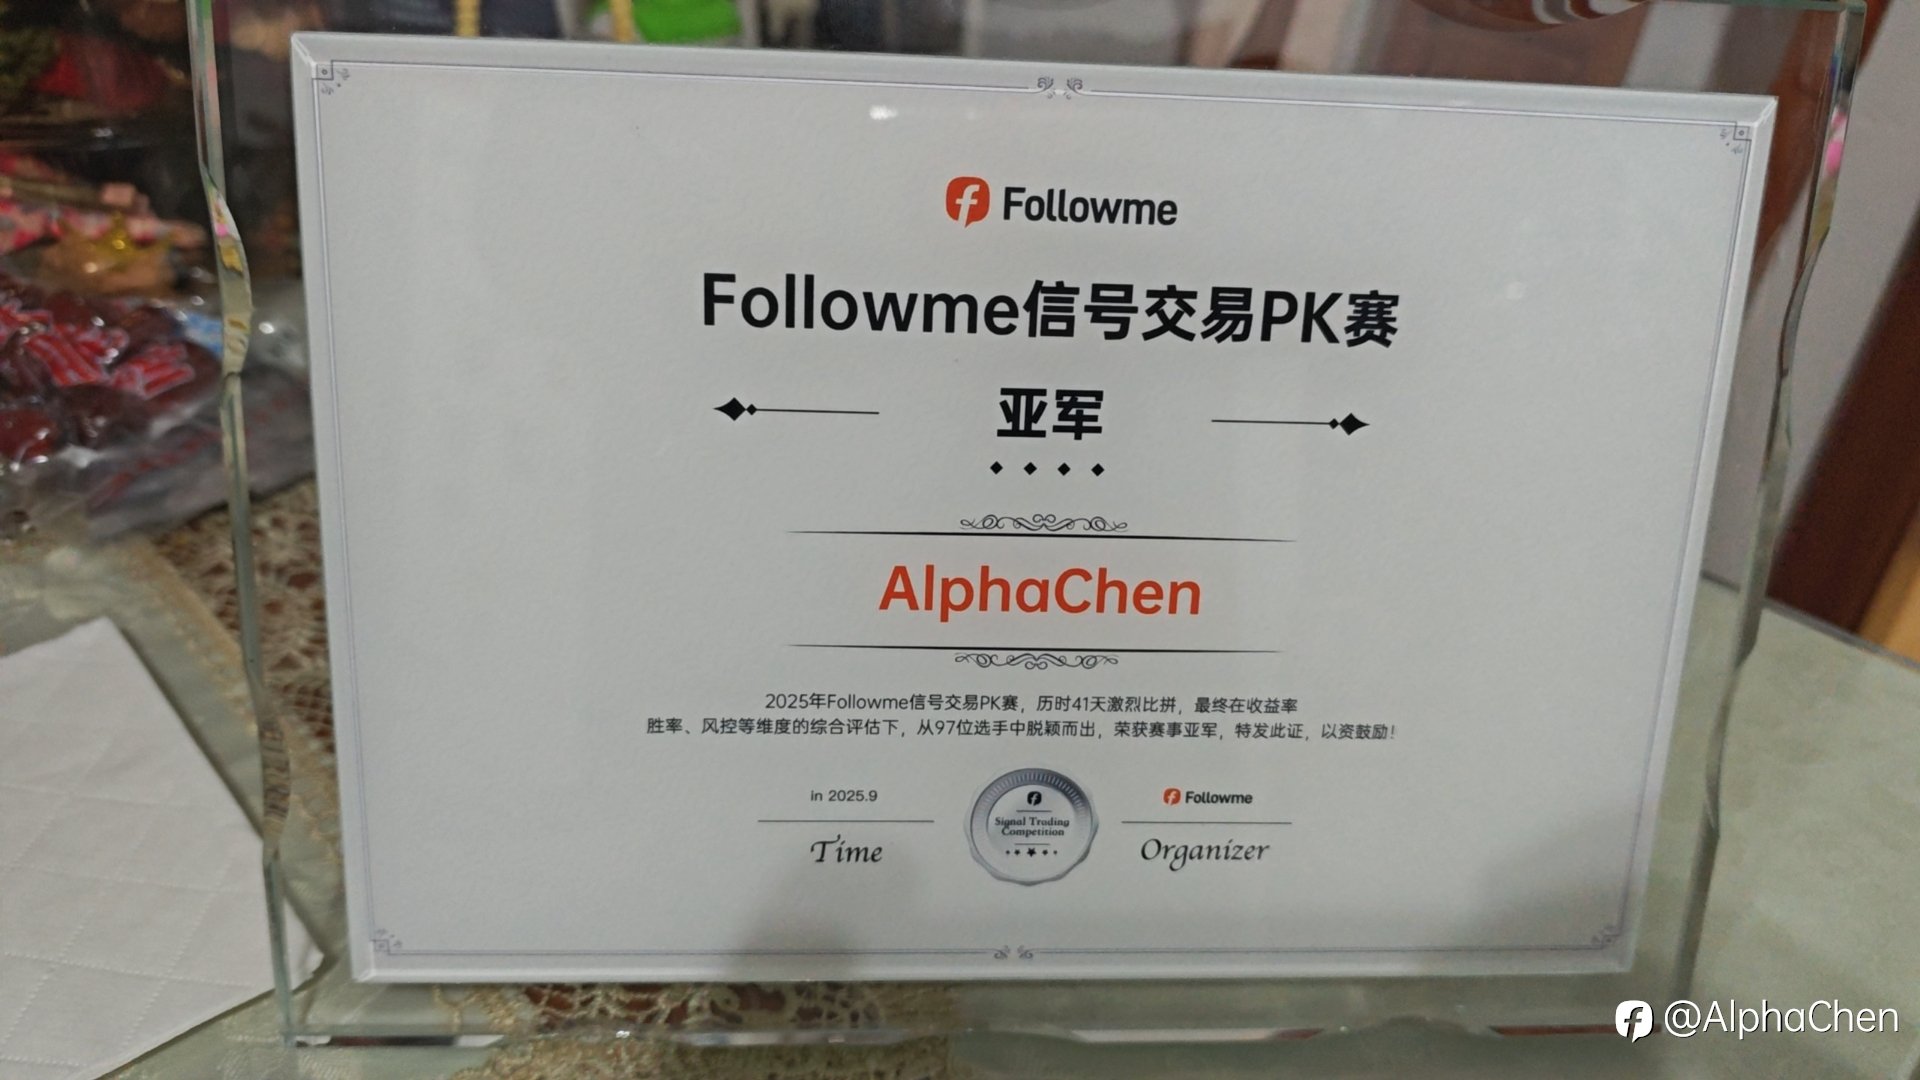 Followme
Followme信号交易PK赛
亚军
AlphaChen
2025年Followme信号交易PK赛，历时41天激烈比拼，最终在收益率
胜率、风控等维度的综合评估下，从97位选手中脱颖而出，荣获赛事亚军，特发此证，以资鼓励！
in 2025.9
Time
Signal Trading
Competition
Followme
Organizer
@AlphaChen